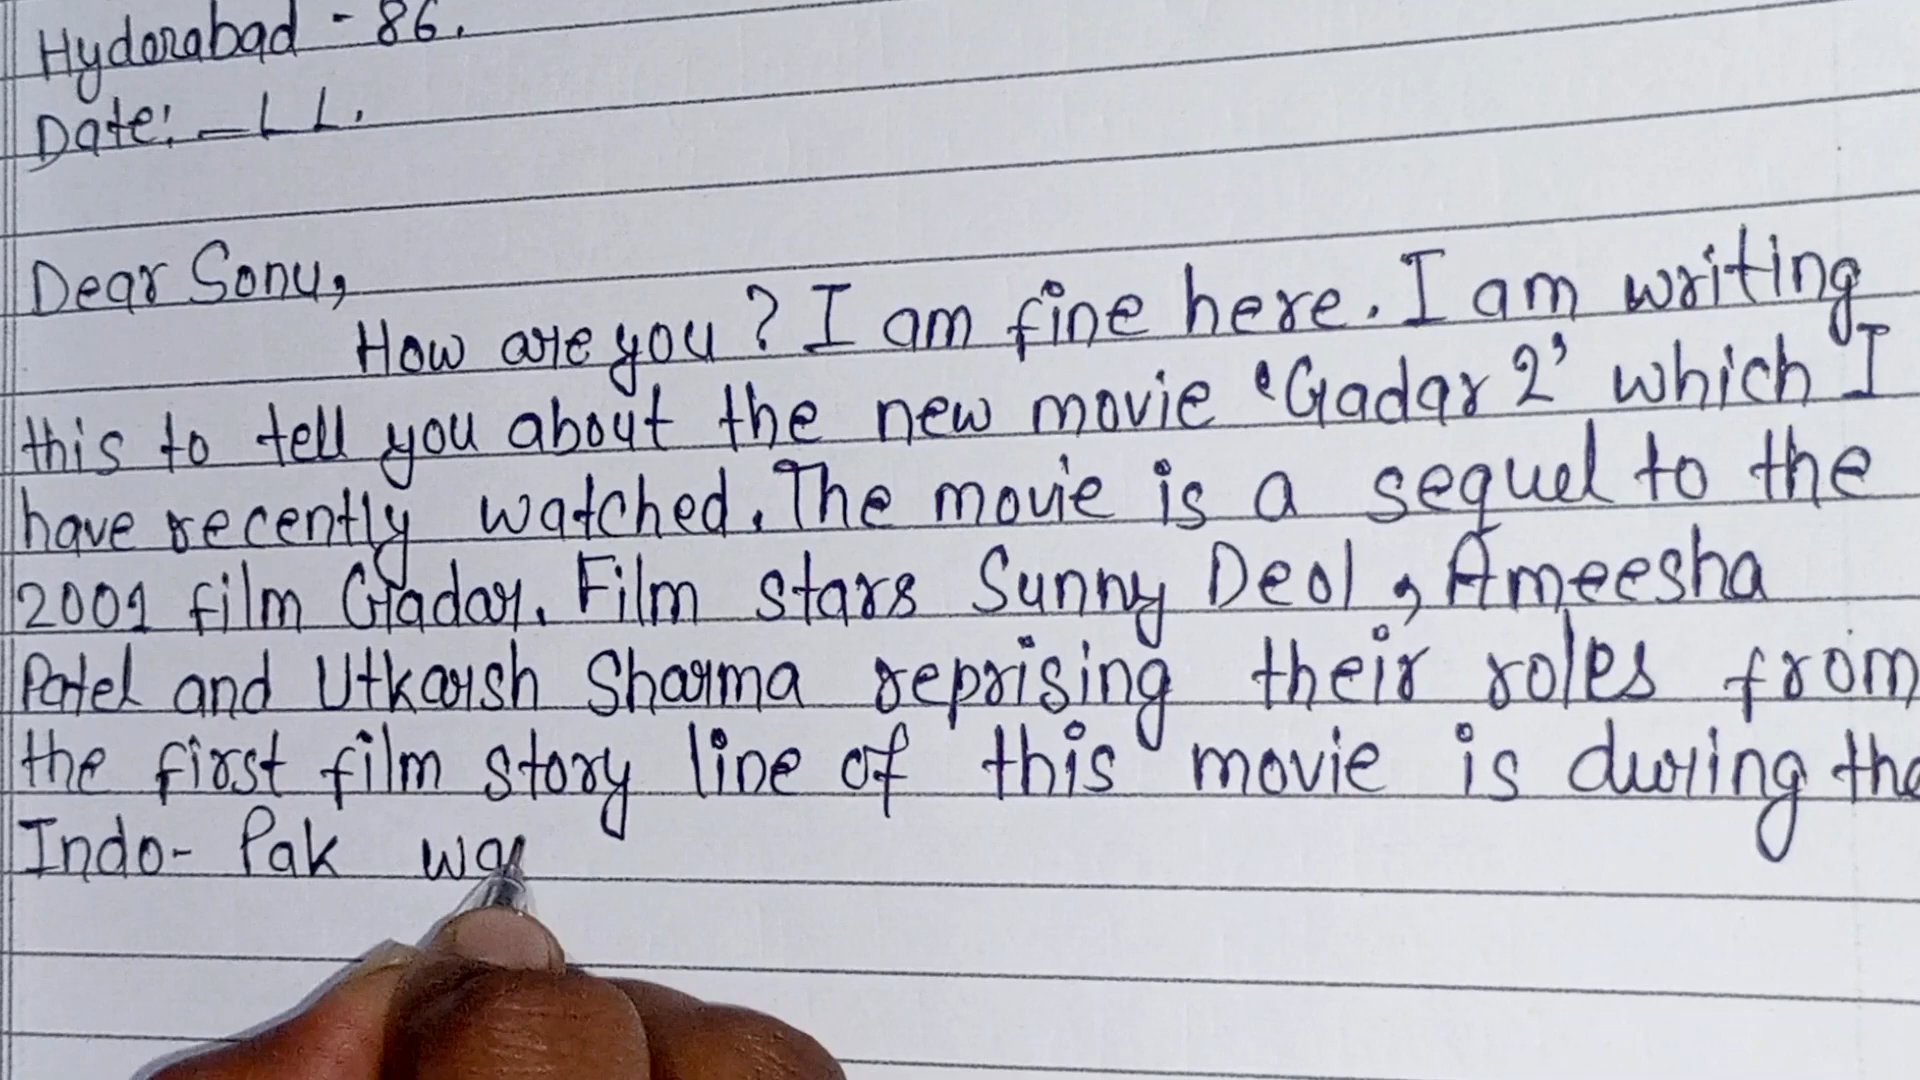 Hyderabad - 86.
Date: - L L.
Dear Sonu,
How are you? I am fine here. I am writing
this to tell you about the new movie 'Gadar 2' which I
have recently watched. The movie is a sequel to the
2001 film Gadar. Film stars Sunny Deol, Ameesha
Patel and Utkarsh Sharma reprising their roles from
the first film story line of this movie is during the
Indo- Pak war